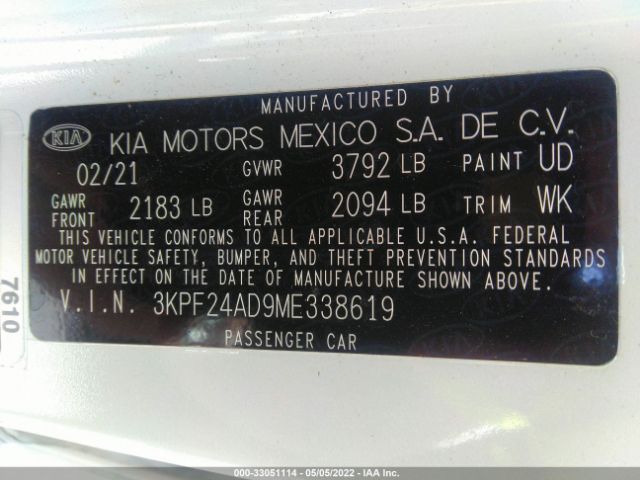 MANUFACTURED BY
KIA KIA MOTORS MEXICO S.A. DE C.V.
02/21 GVWR 3792 LB PAINT UD
GAWR FRONT 2183 LB GAWR REAR 2094 LB TRIM WK
THIS VEHICLE CONFORMS TO ALL APPLICABLE U.S.A. FEDERAL
MOTOR VEHICLE SAFETY, BUMPER, AND THEFT PREVENTION STANDARDS
IN EFFECT ON THE DATE OF MANUFACTURE SHOWN ABOVE.
V.I.N. 3KPF24AD9ME338619
PASSENGER CAR
7610
000-33051114 - 05/05/2022 - IAA Inc.